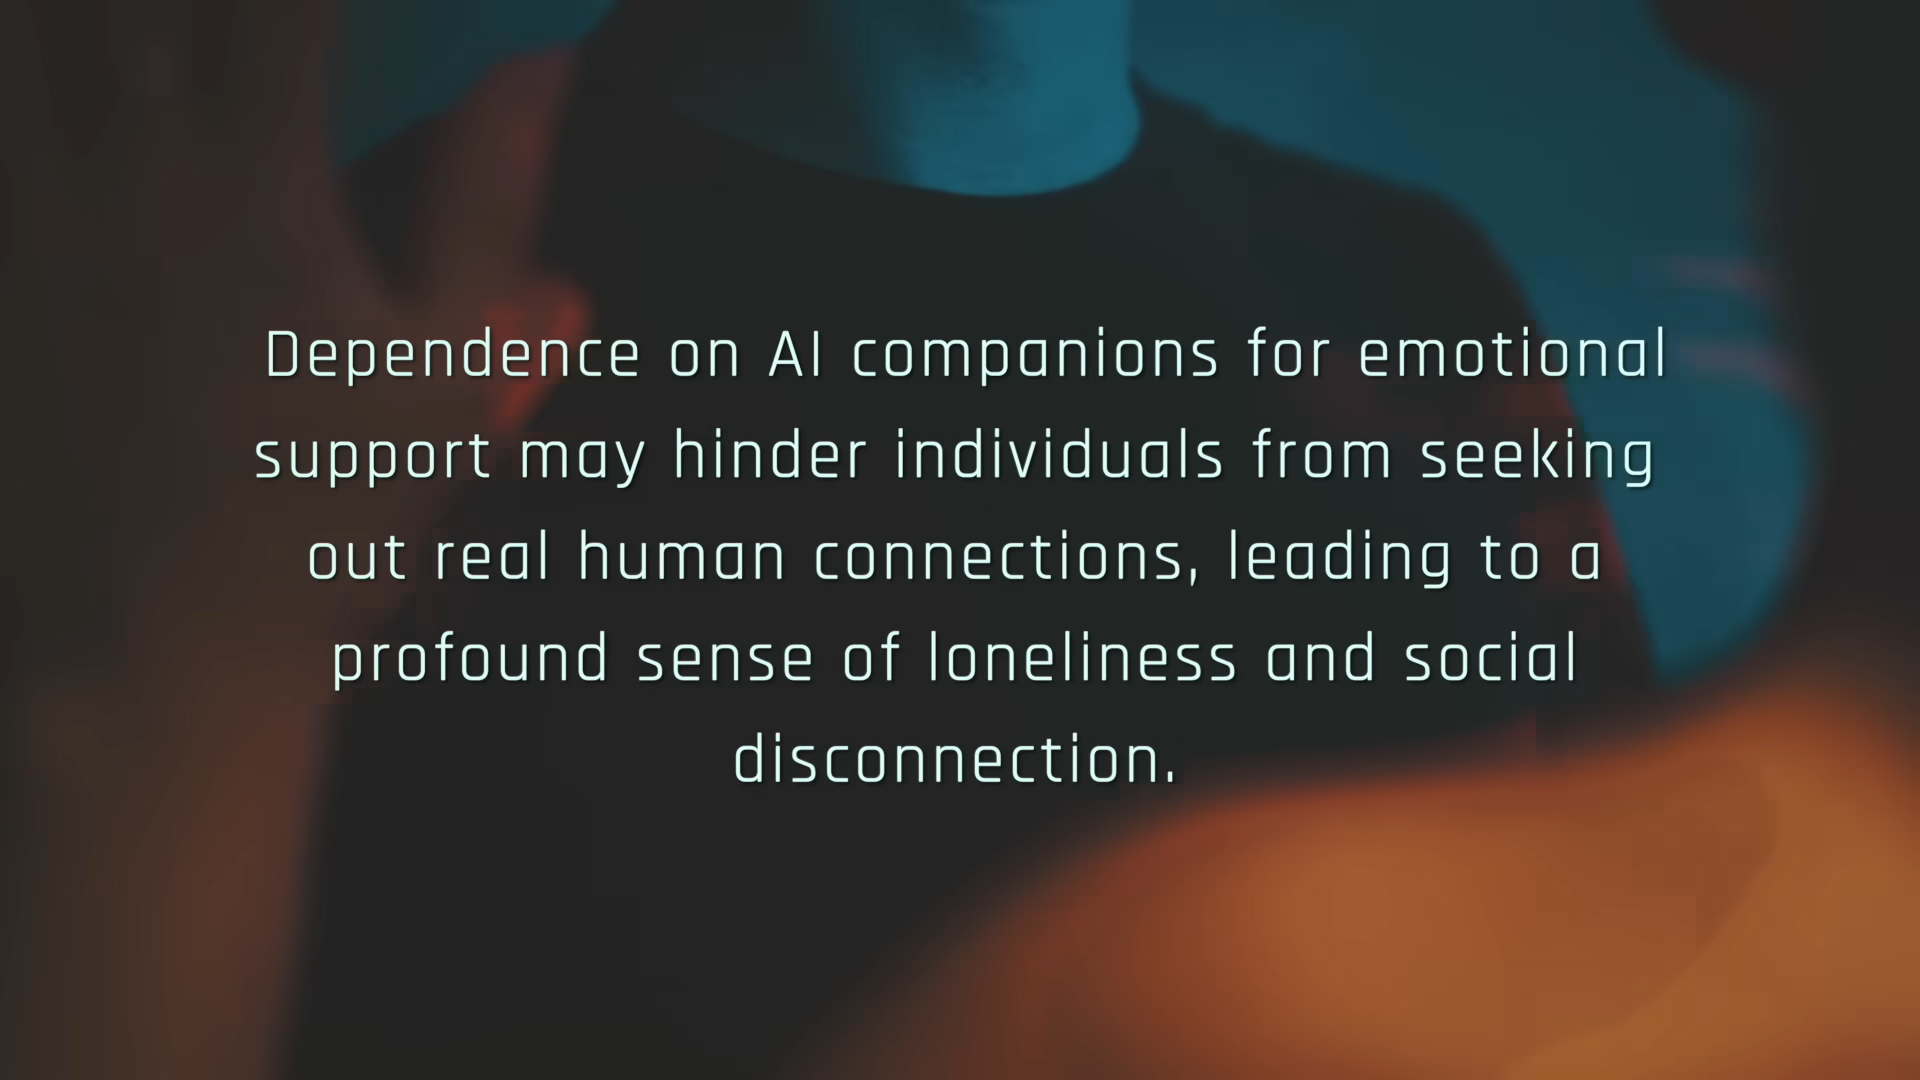 Dependence on AI companions for emotional
support may hinder individuals from seeking
out real human connections, leading to a
profound sense of loneliness and social
disconnection.